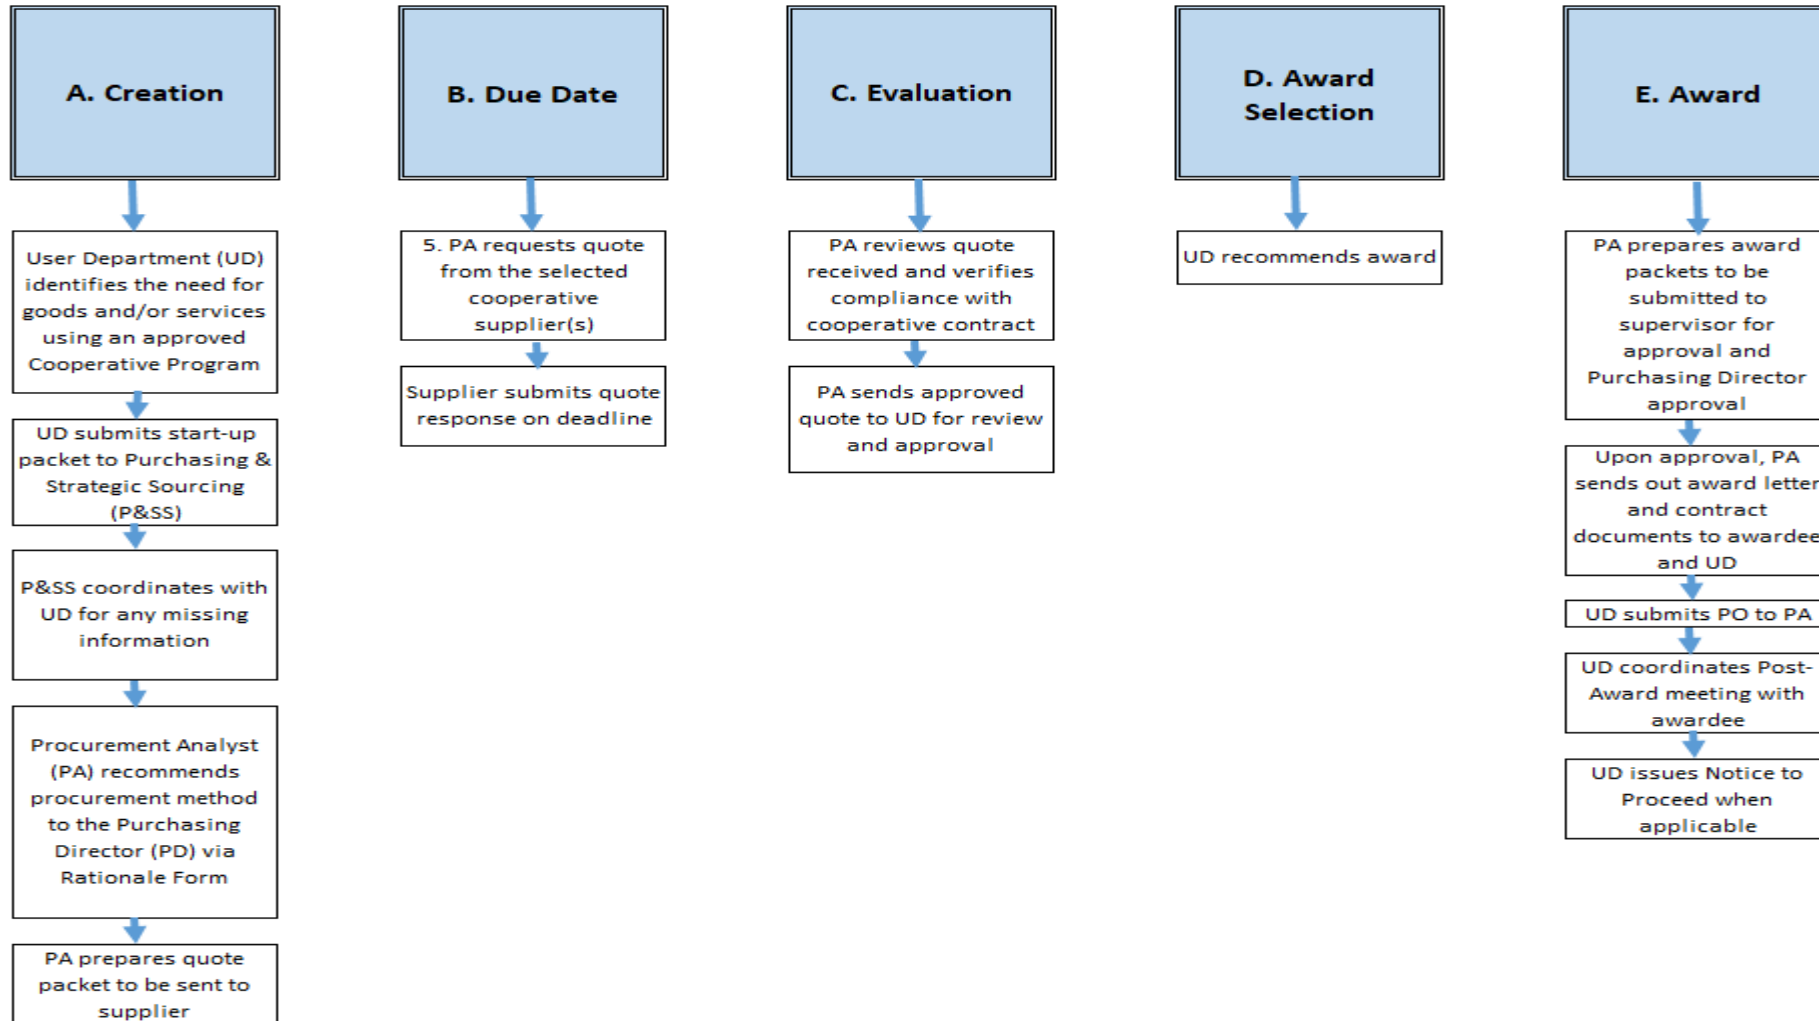 A. Creation
User Department (UD)
identifies the need for
goods and/or services
using an approved
Cooperative Program
UD submits start-up
packet to Purchasing &
Strategic Sourcing
(P&SS)
P&SS coordinates with
UD for any missing
information
Procurement Analyst
(PA) recommends
procurement method
to the Purchasing
Director (PD) via
Rationale Form
PA prepares quote
packet to be sent to
supplier
B. Due Date
5. PA requests quote
from the selected
cooperative
supplier(s)
Supplier submits quote
response on deadline
C. Evaluation
PA reviews quote
received and verifies
compliance with
cooperative contract
PA sends approved
quote to UD for review
and approval
D. Award
Selection
UD recommends award
E. Award
PA prepares award
packets to be
submitted to
supervisor for
approval and
Purchasing Director
approval
Upon approval, PA
sends out award letter
and contract
documents to awardee
and UD
UD submits PO to PA
UD coordinates Post-
Award meeting with
awardee
UD issues Notice to
Proceed when
applicable